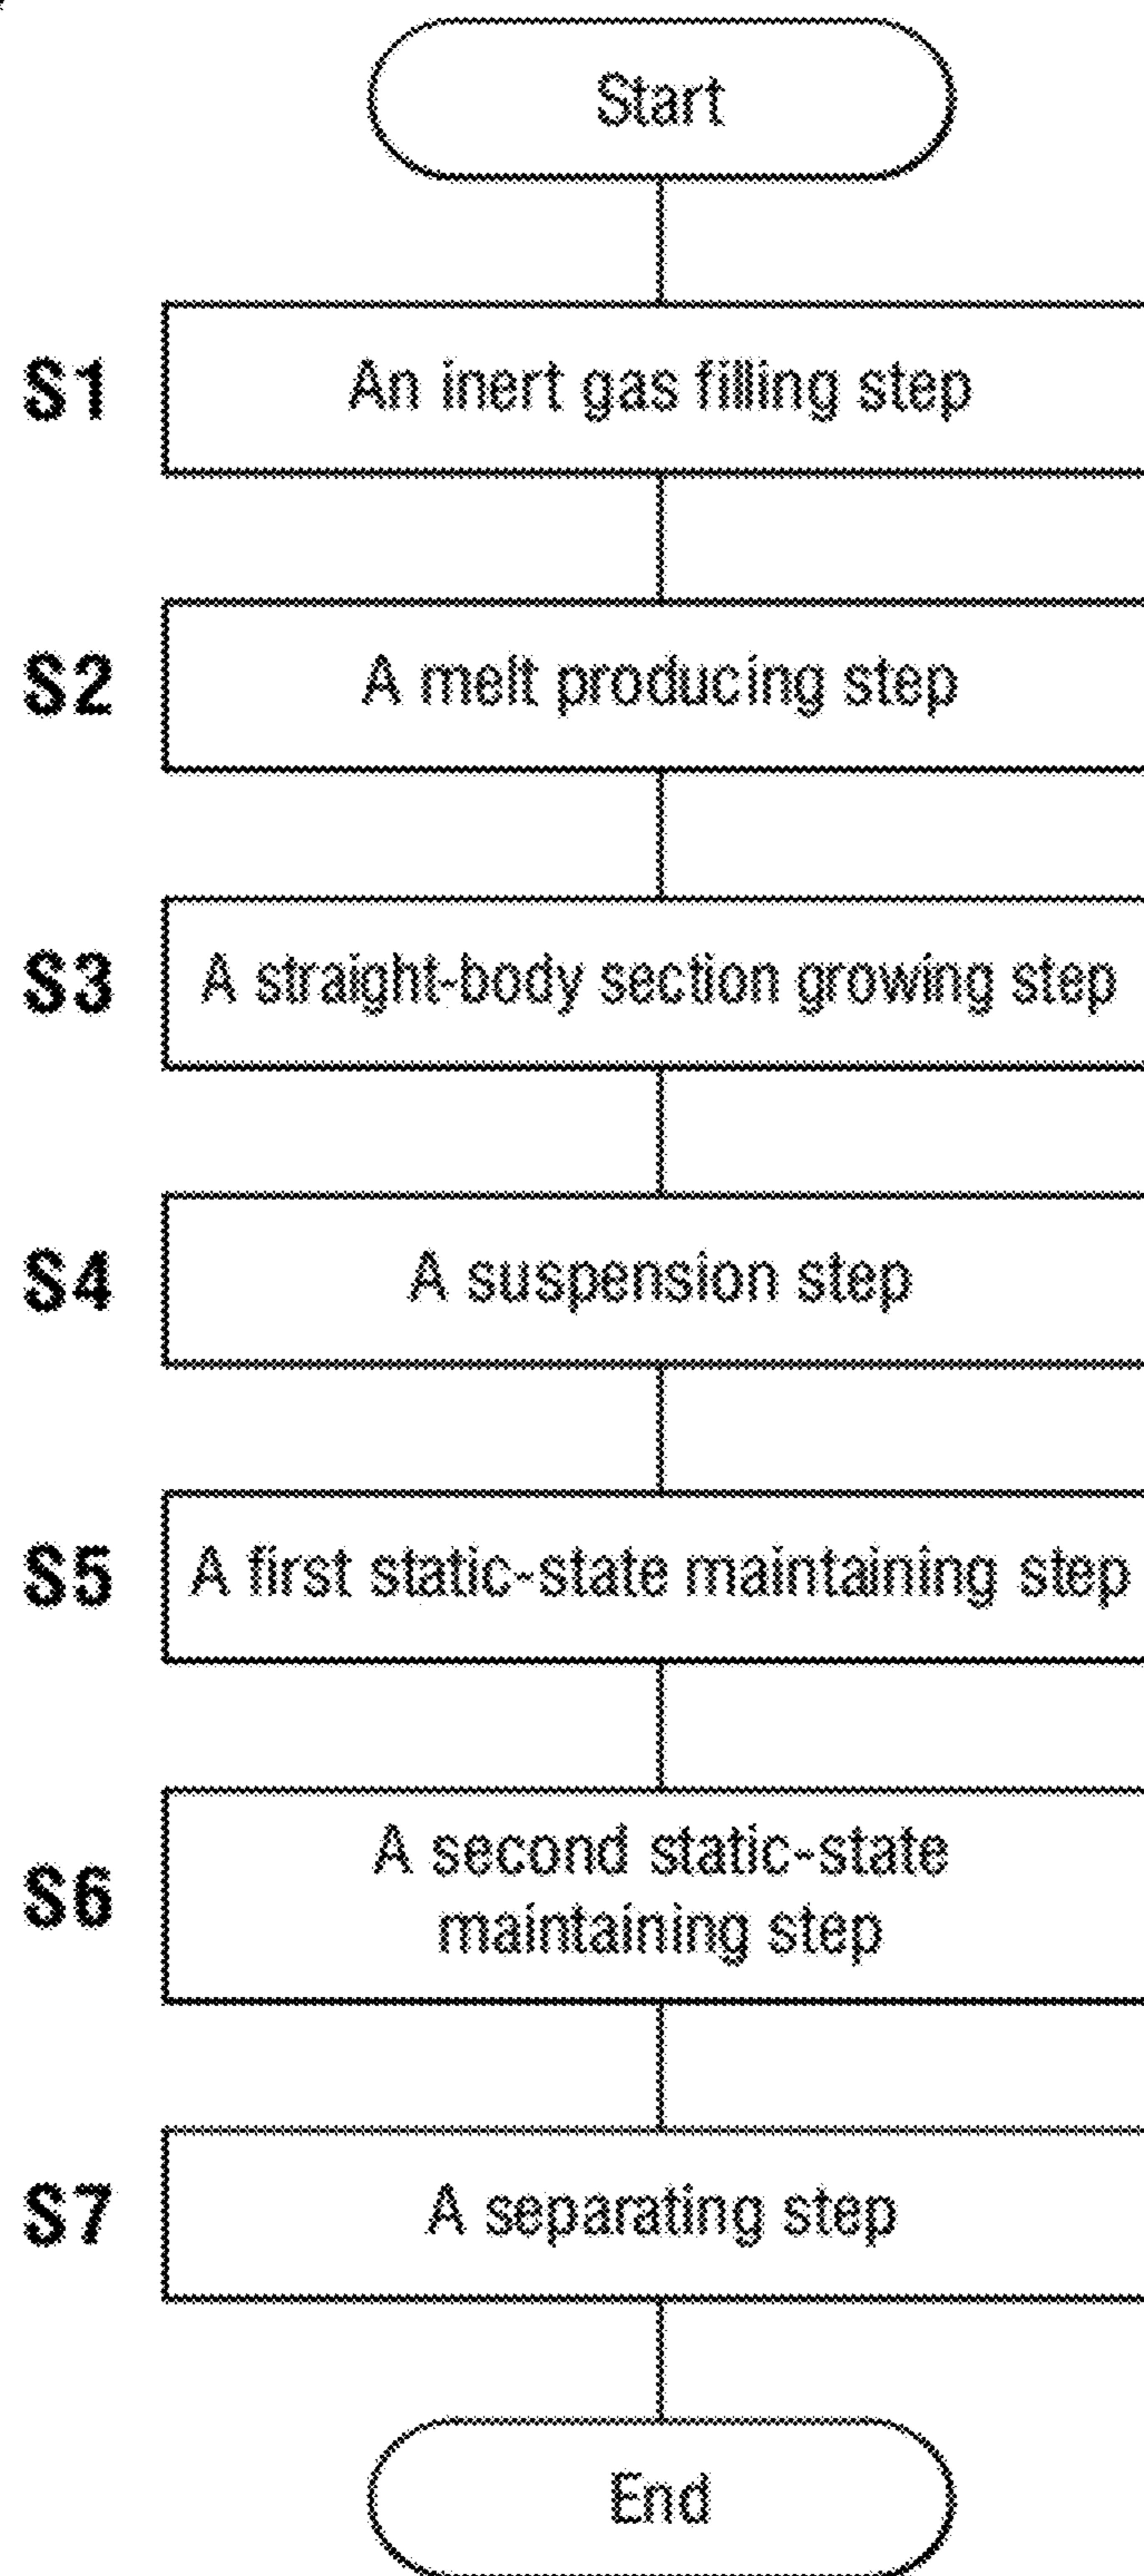 Start
S1 An inert gas filling step
S2 A melt producing step
S3 A straight-body section growing step
S4 A suspension step
S5 A first static-state maintaining step
S6 A second static-state
maintaining step
S7 A separating step
End